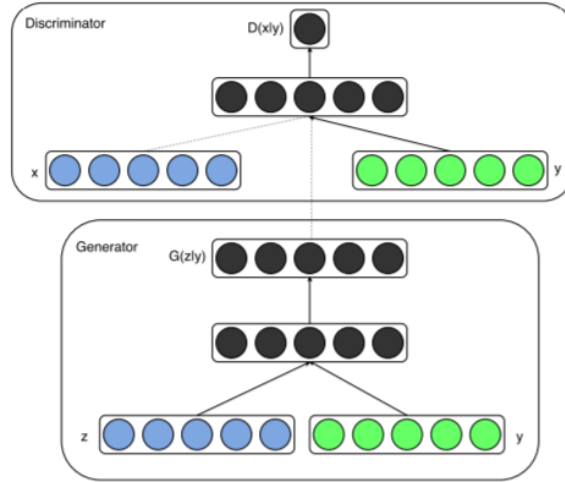 Discriminator
D(x|y)
x
y
Generator
G(z|y)
z
y